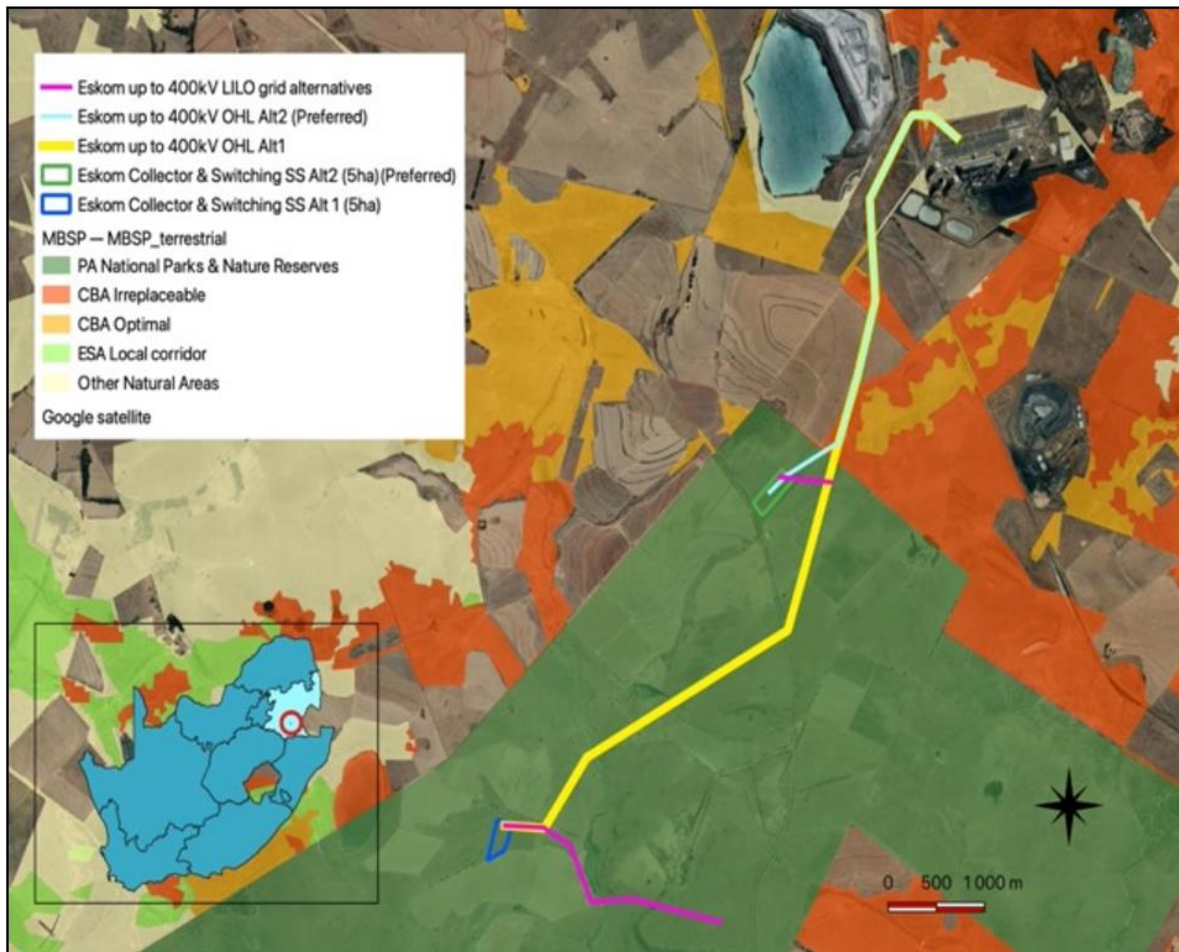 Eskom up to 400kV LILO grid alternatives
Eskom up to 400kV OHL Alt2 (Preferred)
Eskom up to 400kV OHL Alt1
Eskom Collector & Switching SS Alt2 (5ha)(Preferred)
Eskom Collector & Switching SS Alt 1 (5ha)
MBSP — MBSP_terrestrial
PA National Parks & Nature Reserves
CBA Irreplaceable
CBA Optimal
ESA Local corridor
Other Natural Areas
Google satellite
0 500 1000 m